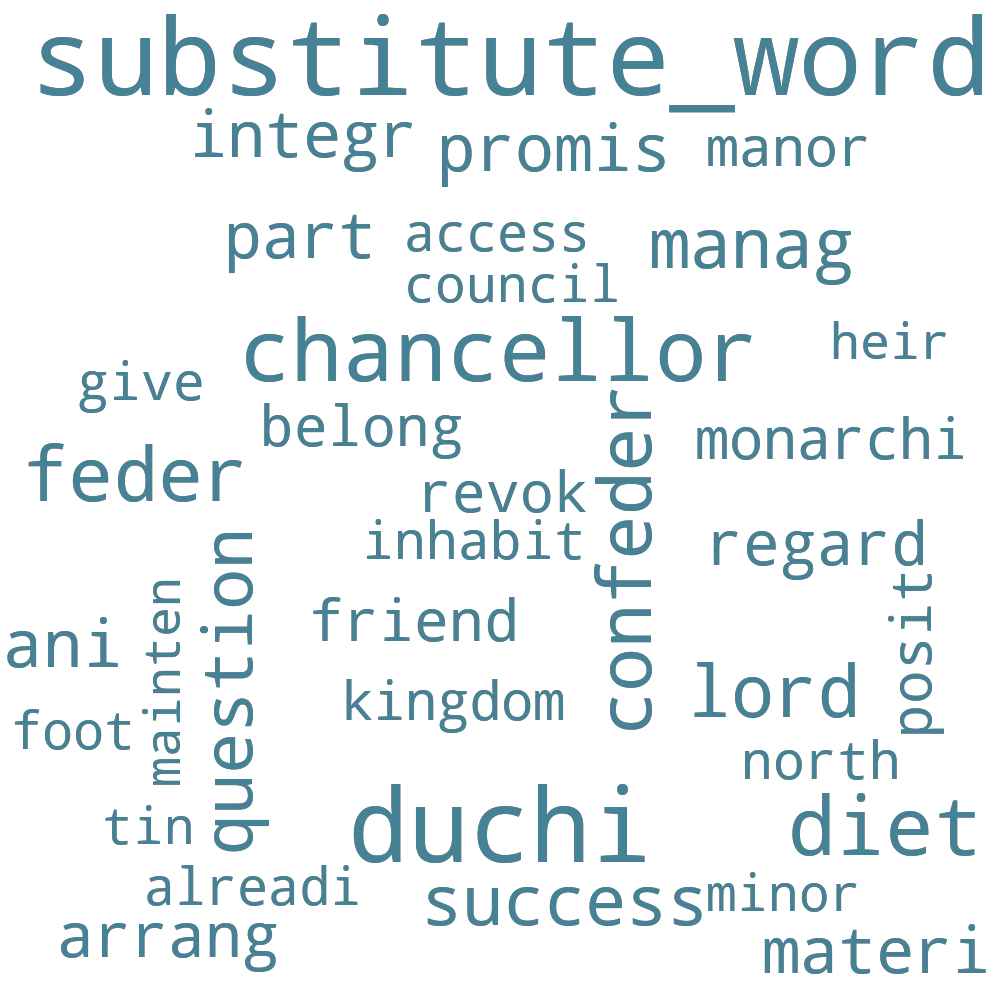 substitute_word
integr promis manor
part access manag
council
chancellor heir
give
belong monarchi
feder confeder
revok
inhabit regard
question
mainten posit
friend
ani
kingdom lord
foot
north
tin duchi diet
alreadi success minor
arrang materi